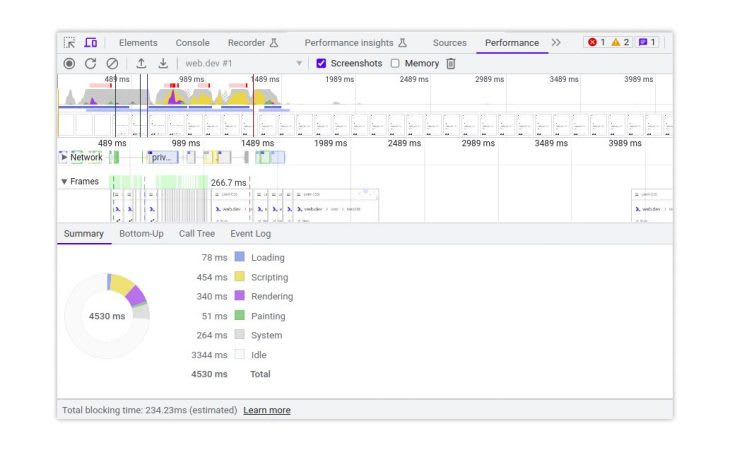 Elements Console Recorder Performance insights Sources Performance 1 2 1
web.dev #1 Screenshots Memory
489 ms 989 ms 1489 ms 1989 ms 2489 ms 2989 ms 3489 ms 3989 ms
489 ms 989 ms 1489 ms 1989 ms 2489 ms 2989 ms 3489 ms 3989 ms
Network priv...
Frames 266.7 ms
Summary Bottom-Up Call Tree Event Log
78 ms Loading
454 ms Scripting
340 ms Rendering
4530 ms
51 ms Painting
264 ms System
3344 ms Idle
4530 ms Total
Total blocking time: 234.23ms (estimated) Learn more